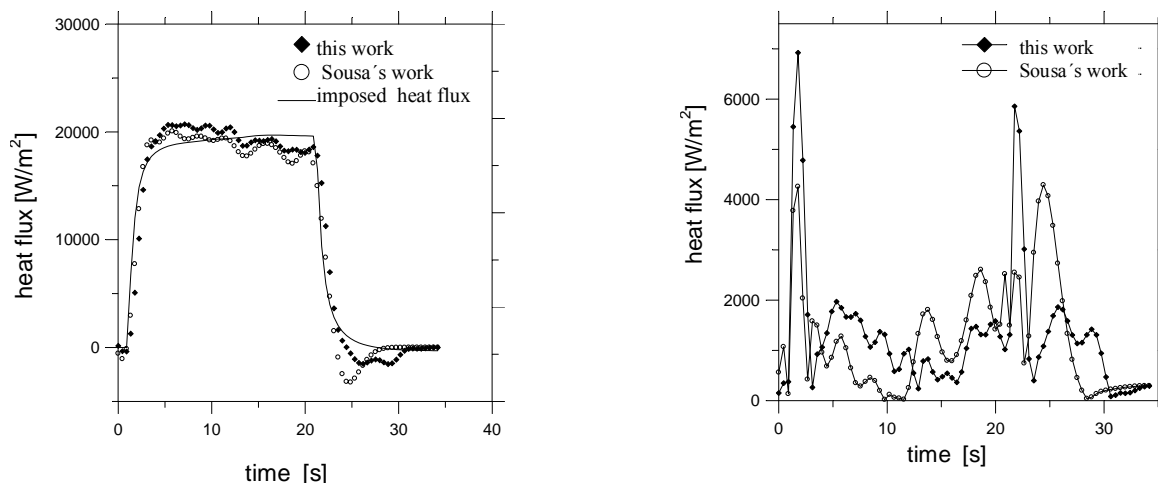 30000
20000
10000
0
heat flux [W/m²]
this work
Sousa´s work
imposed heat flux
0 10 20 30 40
time [s]
6000
4000
2000
0
heat flux [W/m²]
this work
Sousa´s work
0 10 20 30
time [s]